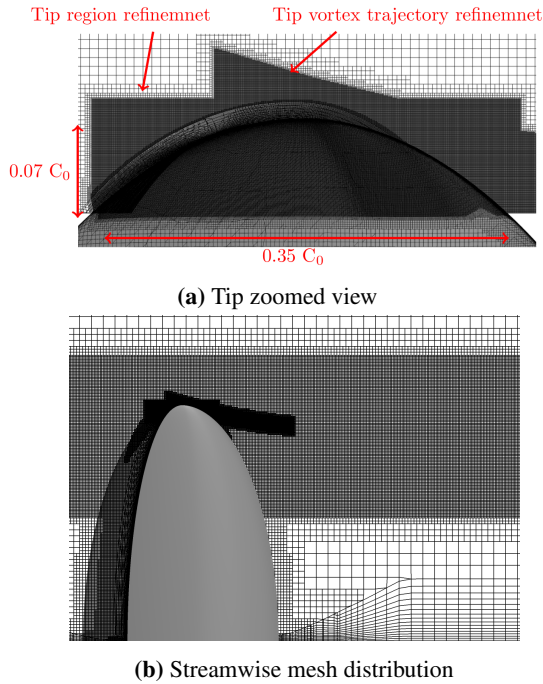 Tip region refinemnet
Tip vortex trajectory refinemnet
0.07 C₀
0.35 C₀
(a) Tip zoomed view
(b) Streamwise mesh distribution